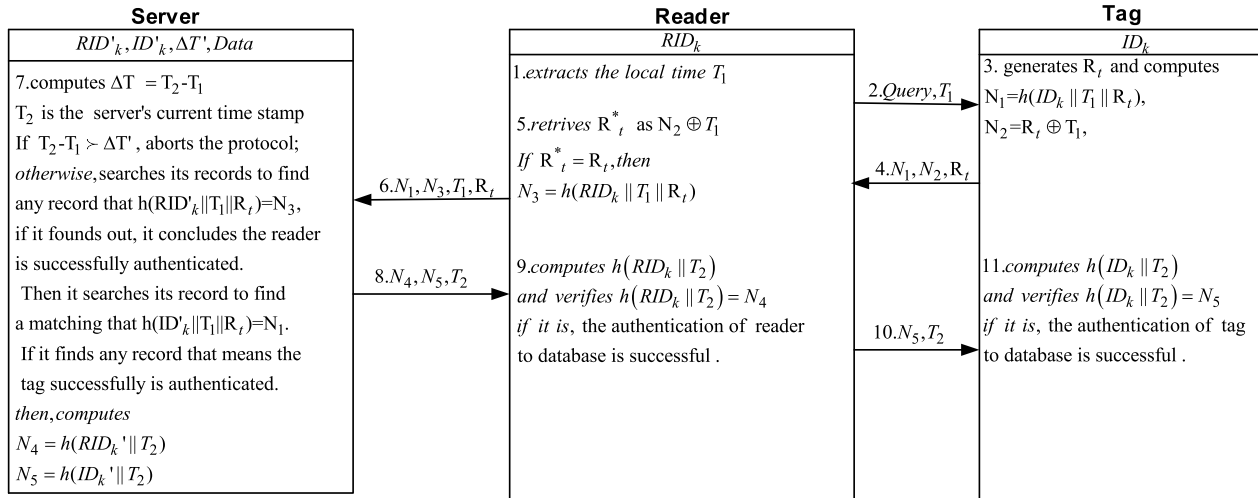 Server
RID'ₖ, ID'ₖ, ΔT', Data
7.computes ΔT = T₂-T₁
T₂ is the server's current time stamp
If T₂-T₁ ≻ ΔT', aborts the protocol;
otherwise, searches its records to find
any record that h(RID'ₖ||T₁||Rₜ)=N₃,
if it founds out, it concludes the reader
is successfully authenticated.
Then it searches its record to find
a matching that h(ID'ₖ||T₁||Rₜ)=N₁.
If it finds any record that means the
tag successfully is authenticated.
then, computes
N₄ = h(RIDₖ' || T₂)
N₅ = h(IDₖ' || T₂)
6.N₁, N₃, T₁, Rₜ
8.N₄, N₅, T₂
Reader
RIDₖ
1.extracts the local time T₁
5.retrives R*ₜ as N₂ ⊕ T₁
If R*ₜ = Rₜ, then
N₃ = h(RIDₖ || T₁ || Rₜ)
9.computes h(RIDₖ || T₂)
and verifies h(RIDₖ || T₂) = N₄
if it is, the authentication of reader
to database is successful .
2.Query, T₁
4.N₁, N₂, Rₜ
10.N₅, T₂
Tag
IDₖ
3. generates Rₜ and computes
N₁=h(IDₖ || T₁ || Rₜ),
N₂=Rₜ ⊕ T₁,
11.computes h(IDₖ || T₂)
and verifies h(IDₖ || T₂) = N₅
if it is, the authentication of tag
to database is successful .